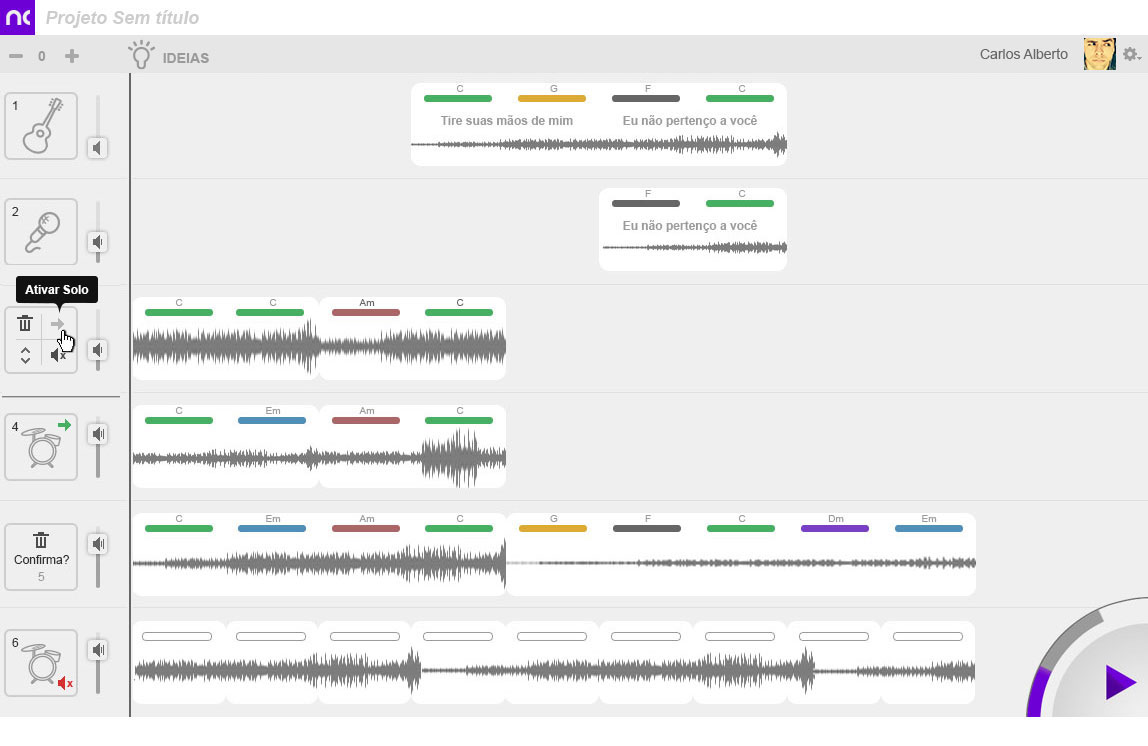 nc Projeto Sem título
0 IDEIAS Carlos Alberto
1
C G F C
Tire suas mãos de mim Eu não pertenço a você
2
F C
Eu não pertenço a você
Ativar Solo
C C Am C
4
C Em Am C
C Em Am C G F C Dm Em
Confirma?
5
6